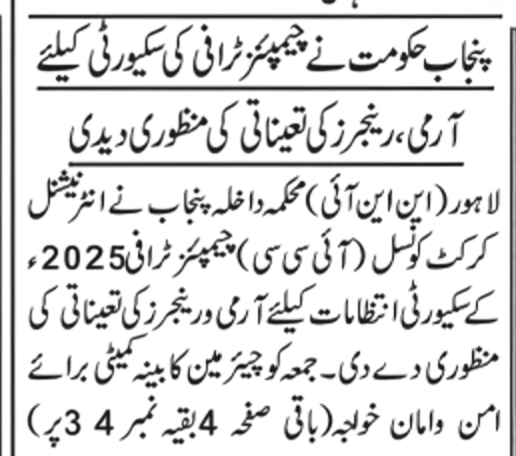 پنجاب حکومت نے چیمپئنز ٹرافی کی سکیورٹی کیلئے
آرمی، رینجرز کی تعیناتی کی منظوری دیدی
لاہور (این این آئی) محکمہ داخلہ پنجاب نے انٹرنیشنل
کرکٹ کونسل (آئی سی سی) چیمپئنز ٹرافی 2025ء
کے سکیورٹی انتظامات کیلئے آرمی ورینجرز کی تعیناتی کی
منظوری دے دی۔ جمعہ کو چیئرمین کابینہ کمیٹی برائے
امن وامان خواجہ (باقی صفحہ 4 بقیہ نمبر 4 3 پر)